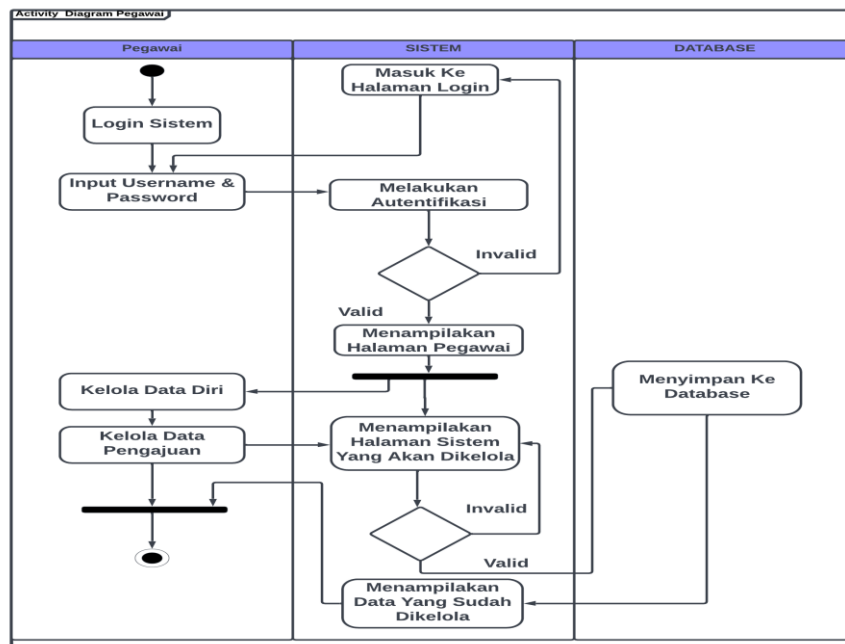 Activity Diagram Pegawai
Pegawai
SISTEM
DATABASE
Masuk Ke
Halaman Login
Login Sistem
Input Username &
Password
Melakukan
Autentifikasi
Invalid
Valid
Menampilakan
Halaman Pegawai
Kelola Data Diri
Menyimpan Ke
Database
Kelola Data
Pengajuan
Menampilakan
Halaman Sistem
Yang Akan Dikelola
Invalid
Valid
Menampilakan
Data Yang Sudah
Dikelola